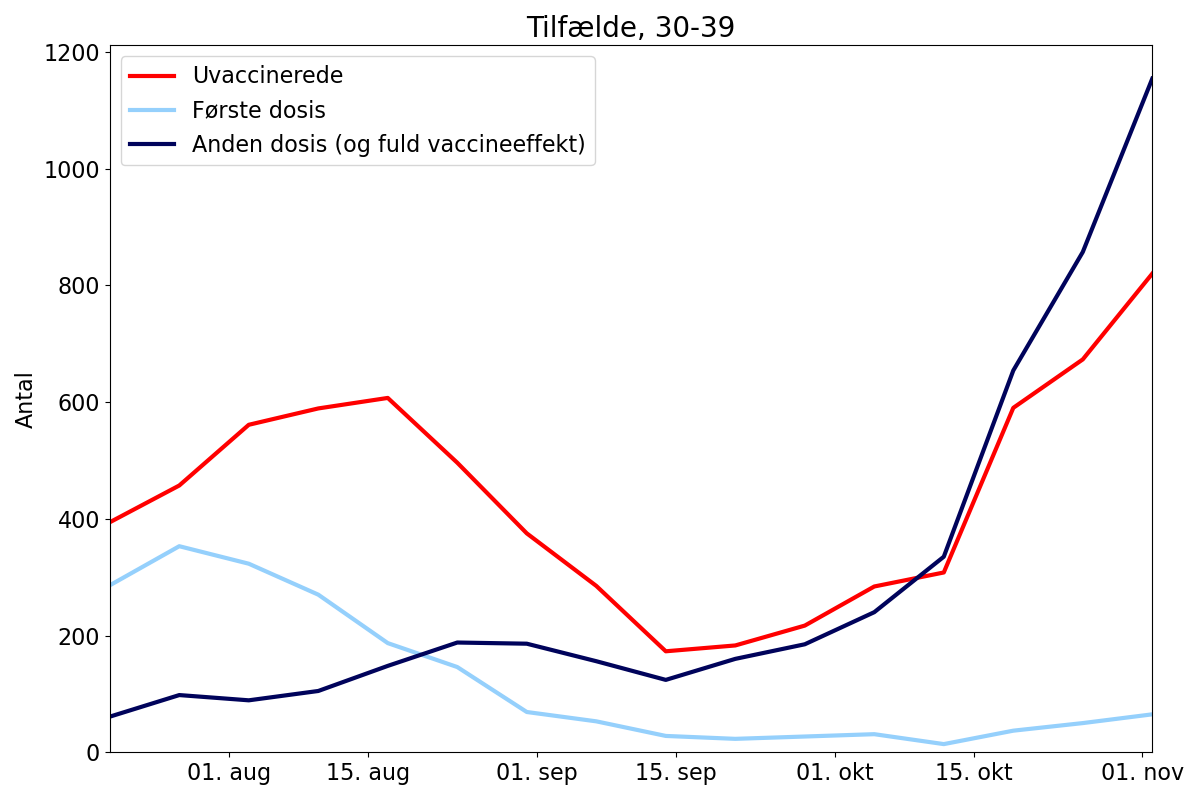 Tilfælde, 30-39
Uvaccinerede
Første dosis
Anden dosis (og fuld vaccineeffekt)
Antal
1200
1000
800
600
400
200
0
01. aug
15. aug
01. sep
15. sep
01. okt
15. okt
01. nov